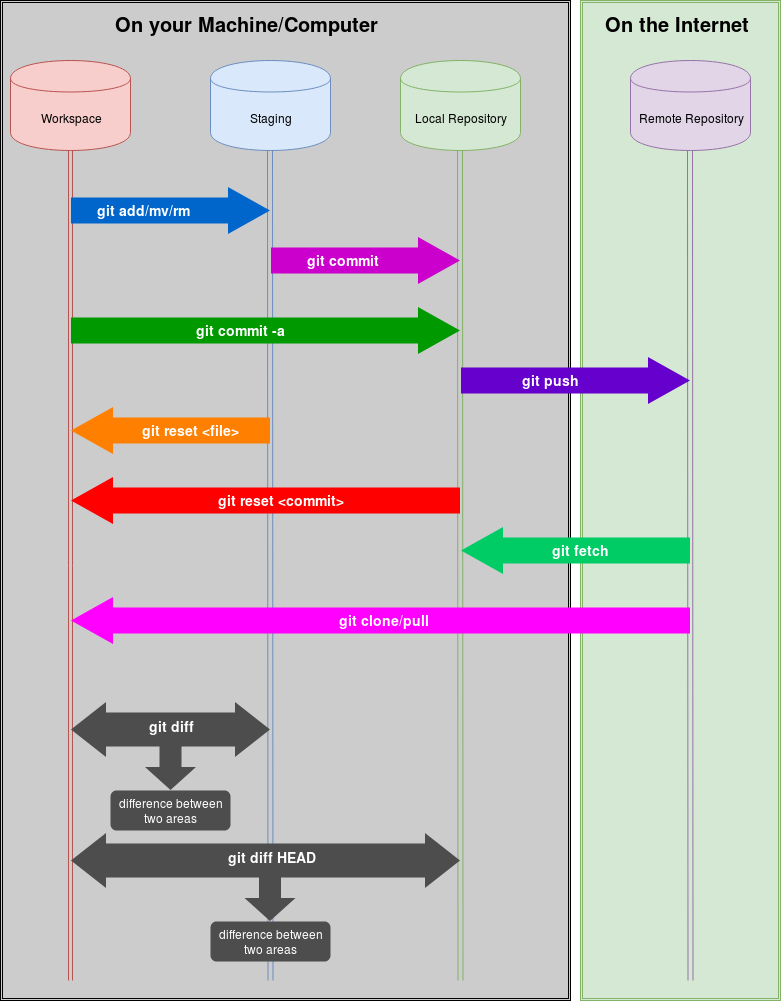 On your Machine/Computer
On the Internet
Workspace
Staging
Local Repository
Remote Repository
git add/mv/rm
git commit
git commit -a
git push
git reset <file>
git reset <commit>
git fetch
git clone/pull
git diff
difference between
two areas
git diff HEAD
difference between
two areas